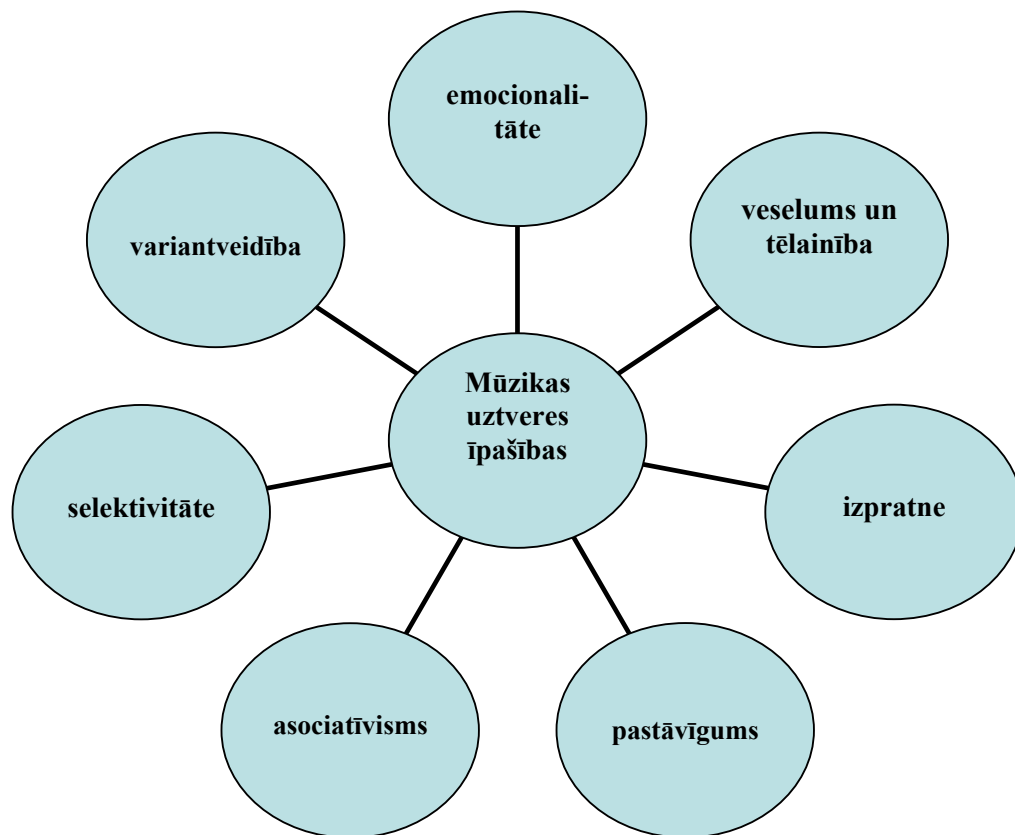 emocionali-
tāte
veselums un
tēlainība
variantveidība
Mūzikas
uztveres
īpašības
selektivitāte
izpratne
asociatīvisms
pastāvīgums